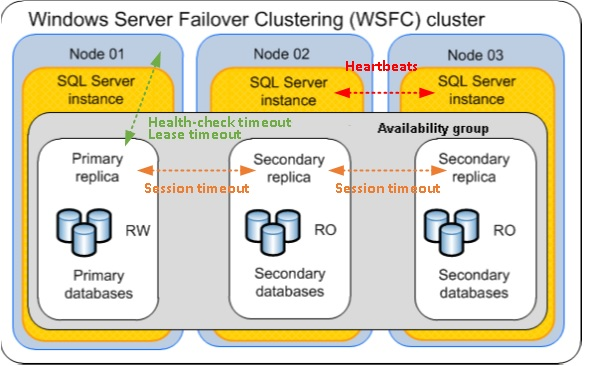 Windows Server Failover Clustering (WSFC) cluster
Node 01
Node 02
Node 03
Heartbeats
SQL Server
instance
SQL Server
instance
SQL Server
instance
Health-check timeout
Lease timeout
Availability group
Primary
replica
Secondary
replica
Secondary
replica
Session timeout
Session timeout
RW
RO
RO
Primary
databases
Secondary
databases
Secondary
databases